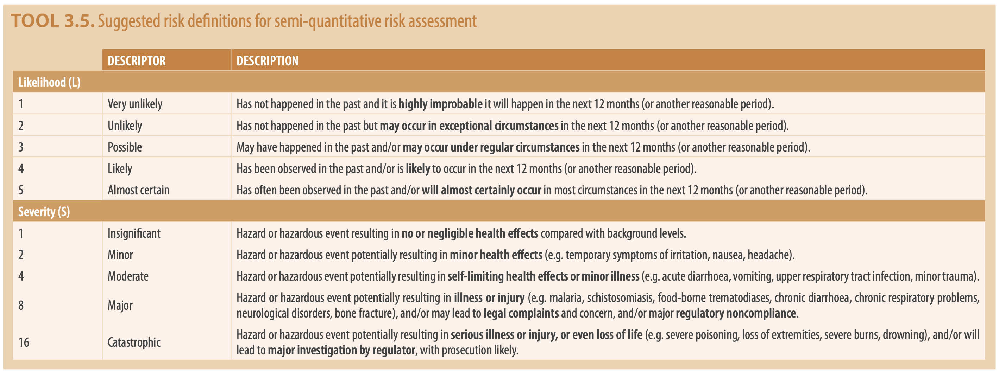 TOOL 3.5. Suggested risk definitions for semi-quantitative risk assessment
DESCRIPTOR DESCRIPTION
Likelihood (L)
1 Very unlikely Has not happened in the past and it is highly improbable it will happen in the next 12 months (or another reasonable period).
2 Unlikely Has not happened in the past but may occur in exceptional circumstances in the next 12 months (or another reasonable period).
3 Possible May have happened in the past and/or may occur under regular circumstances in the next 12 months (or another reasonable period).
4 Likely Has been observed in the past and/or is likely to occur in the next 12 months (or another reasonable period).
5 Almost certain Has often been observed in the past and/or will almost certainly occur in most circumstances in the next 12 months (or another reasonable period).
Severity (S)
1 Insignificant Hazard or hazardous event resulting in no or negligible health effects compared with background levels.
2 Minor Hazard or hazardous event potentially resulting in minor health effects (e.g. temporary symptoms of irritation, nausea, headache).
4 Moderate Hazard or hazardous event potentially resulting in self-limiting health effects or minor illness (e.g. acute diarrhoea, vomiting, upper respiratory tract infection, minor trauma).
8 Major Hazard or hazardous event potentially resulting in illness or injury (e.g. malaria, schistosomiasis, food-borne trematodiases, chronic diarrhoea, chronic respiratory problems,
neurological disorders, bone fracture), and/or may lead to legal complaints and concern, and/or major regulatory noncompliance.
16 Catastrophic Hazard or hazardous event potentially resulting in serious illness or injury, or even loss of life (e.g. severe poisoning, loss of extremities, severe burns, drowning), and/or will
lead to major investigation by regulator, with prosecution likely.